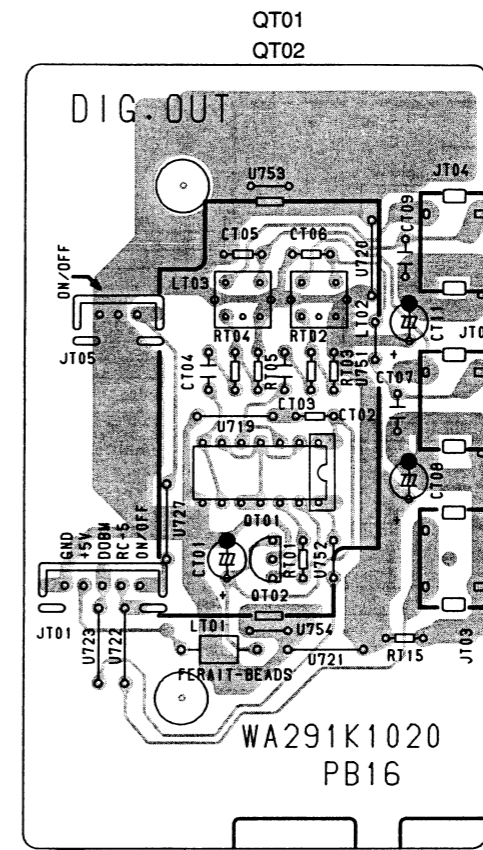 QT01
QT02
DIG.OUT
U753
JT04
CT05
CT06
U720
CT09
ON/OFF
LT03
LT02
CT11
JT05
RT04
RT02
U751
CT04
RT05
RT03
CT07
CT03
CT02
U719
CT08
U727
GND
+5V
DOBM
RC-5
ON/OFF
QT01
CT01
RT01
U752
QT02
JT01
U723
U722
LT01
U754
U721
RT15
JT03
FERAIT-BEADS
WA291K1020
PB16